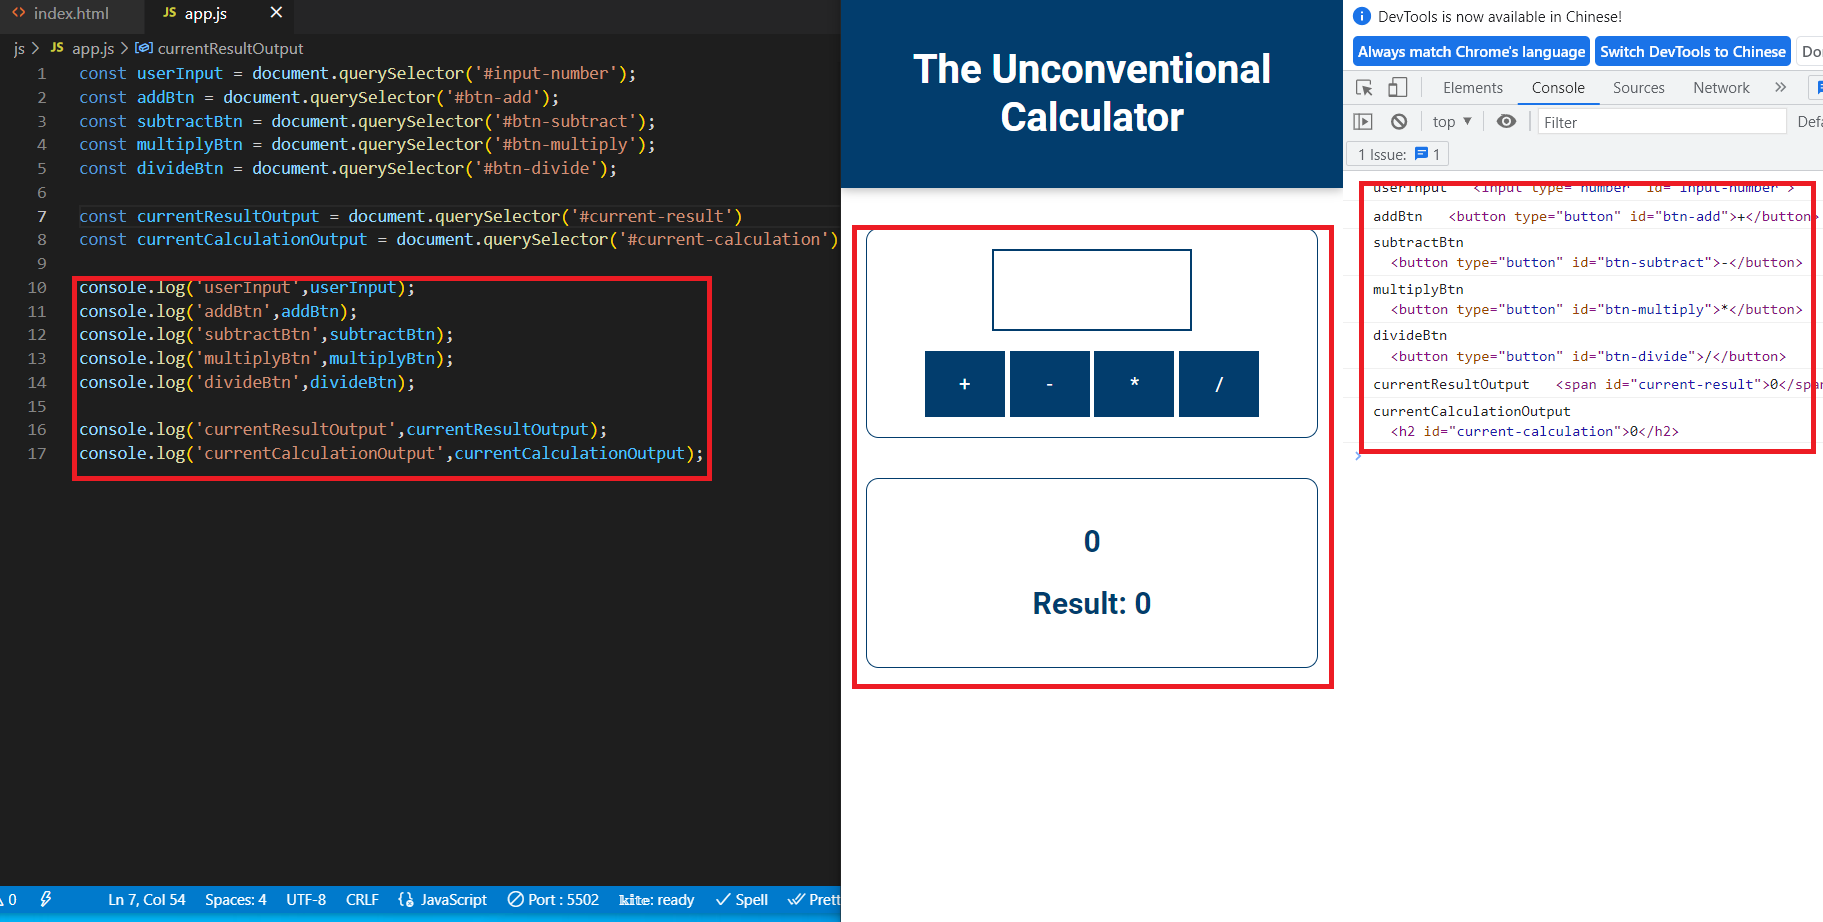 index.html
JS app.js ×
js > JS app.js > currentResultOutput
1 const userInput = document.querySelector('#input-number');
2 const addBtn = document.querySelector('#btn-add');
3 const subtractBtn = document.querySelector('#btn-subtract');
4 const multiplyBtn = document.querySelector('#btn-multiply');
5 const divideBtn = document.querySelector('#btn-divide');
6
7 const currentResultOutput = document.querySelector('#current-result')
8 const currentCalculationOutput = document.querySelector('#current-calculation')
9
10 console.log('userInput',userInput);
11 console.log('addBtn',addBtn);
12 console.log('subtractBtn',subtractBtn);
13 console.log('multiplyBtn',multiplyBtn);
14 console.log('divideBtn',divideBtn);
15
16 console.log('currentResultOutput',currentResultOutput);
17 console.log('currentCalculationOutput',currentCalculationOutput);
0 Ln 7, Col 54 Spaces: 4 UTF-8 CRLF JavaScript Port : 5502 kite: ready Spell Prett
The Unconventional
Calculator
+ - * /
0
Result: 0
DevTools is now available in Chinese!
Always match Chrome's language Switch DevTools to Chinese Do
Elements Console Sources Network »
top ▼ Filter Defa
1 Issue: 1
userInput <input type="number" id="input-number">
addBtn <button type="button" id="btn-add">+</button>
subtractBtn
<button type="button" id="btn-subtract">-</button>
multiplyBtn
<button type="button" id="btn-multiply">*</button>
divideBtn
<button type="button" id="btn-divide">/</button>
currentResultOutput <span id="current-result">0</span
currentCalculationOutput
<h2 id="current-calculation">0</h2>
>